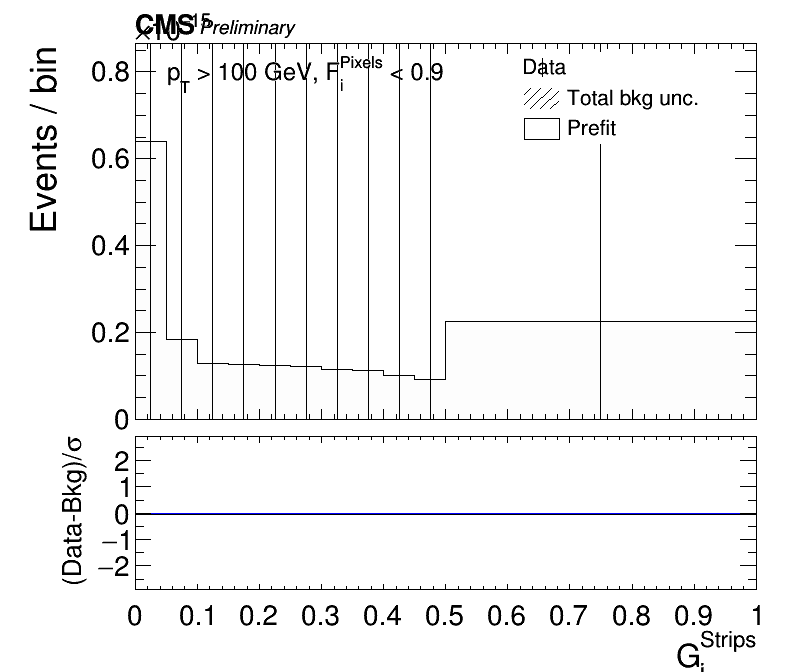 CMS Preliminary
×10^15
Events / bin
p_T > 100 GeV, F_i^Pixels < 0.9
Data
Total bkg unc.
Prefit
0.8
0.6
0.4
0.2
0
(Data-Bkg)/σ
2
1
0
−1
−2
0 0.1 0.2 0.3 0.4 0.5 0.6 0.7 0.8 0.9 1
G_i^Strips